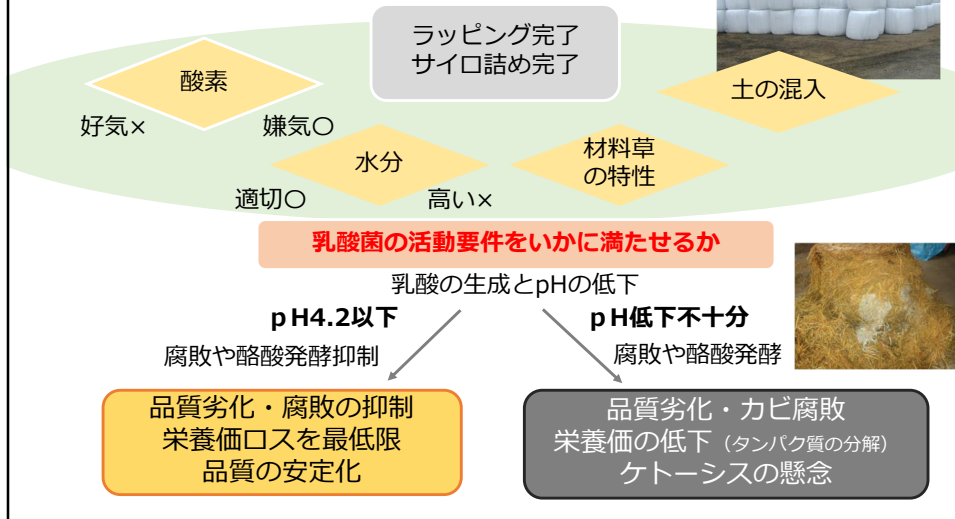 ラッピング完了
サイロ詰め完了
酸素
土の混入
好気×
嫌気〇
水分
材料草
の特性
適切〇
高い×
乳酸菌の活動要件をいかに満たせるか
乳酸の生成とpHの低下
ｐH4.2以下
ｐH低下不十分
腐敗や酪酸発酵抑制
腐敗や酪酸発酵
品質劣化・腐敗の抑制
栄養価ロスを最低限
品質の安定化
品質劣化・カビ腐敗
栄養価の低下（タンパク質の分解）
ケトーシスの懸念